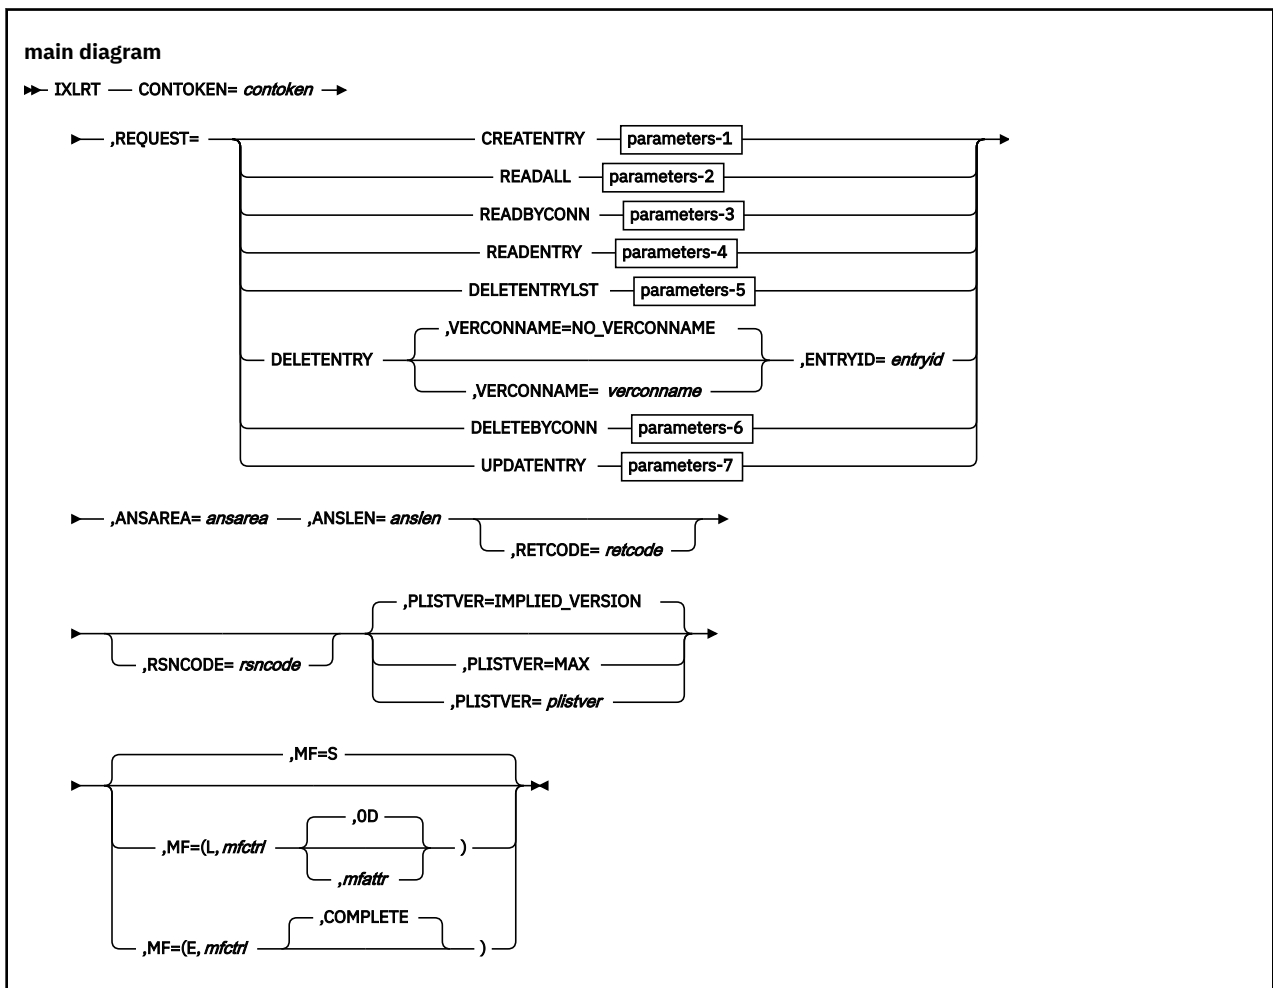 main diagram
IXLRT CONTOKEN= contoken
,REQUEST= CREATENTRY parameters-1
READALL parameters-2
READBYCONN parameters-3
READENTRY parameters-4
DELETENTRYLST parameters-5
,VERCONNAME=NO_VERCONNAME
DELETENTRY ,ENTRYID= entryid
,VERCONNAME= verconname
DELETEBYCONN parameters-6
UPDATENTRY parameters-7
,ANSAREA= ansarea ,ANSLEN= anslen
,RETCODE= retcode
,PLISTVER=IMPLIED_VERSION
,RSNCODE= rsncode ,PLISTVER=MAX
,PLISTVER= plistver
,MF=S
,0D
,MF=(L, mfctrl )
,mfattr
,COMPLETE
,MF=(E, mfctrl )